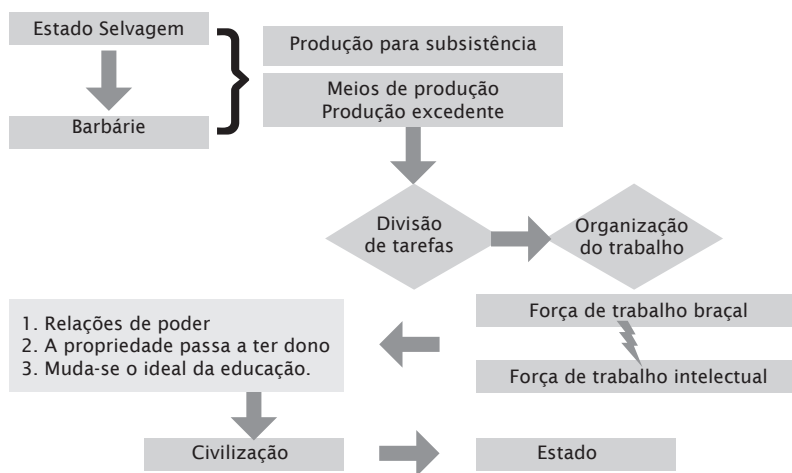 Estado Selvagem
Barbárie
Produção para subsistência
Meios de produção
Produção excedente
Divisão
de tarefas
Organização
do trabalho
Força de trabalho braçal
Força de trabalho intelectual
1. Relações de poder
2. A propriedade passa a ter dono
3. Muda-se o ideal da educação.
Civilização
Estado